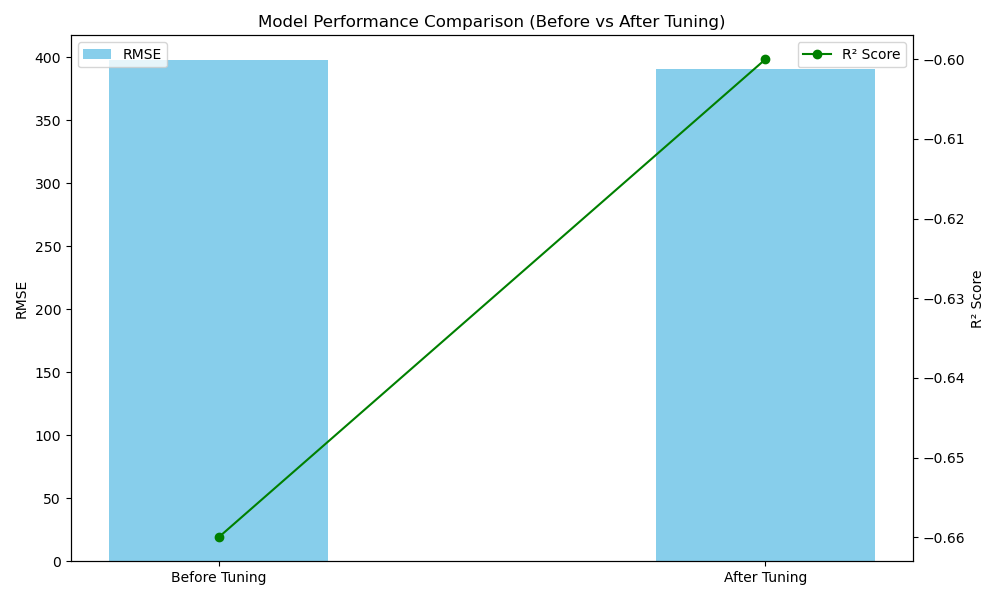 Model Performance Comparison (Before vs After Tuning)
RMSE
R² Score
400
350
300
250
200
150
100
50
0
RMSE
−0.60
−0.61
−0.62
−0.63
−0.64
−0.65
−0.66
R² Score
Before Tuning
After Tuning